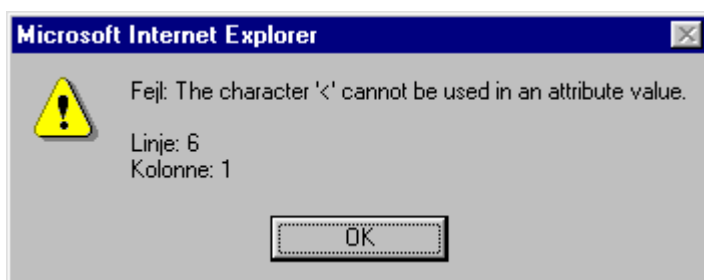 Microsoft Internet Explorer
Fejl: The character '<' cannot be used in an attribute value.
Linje: 6
Kolonne: 1
OK